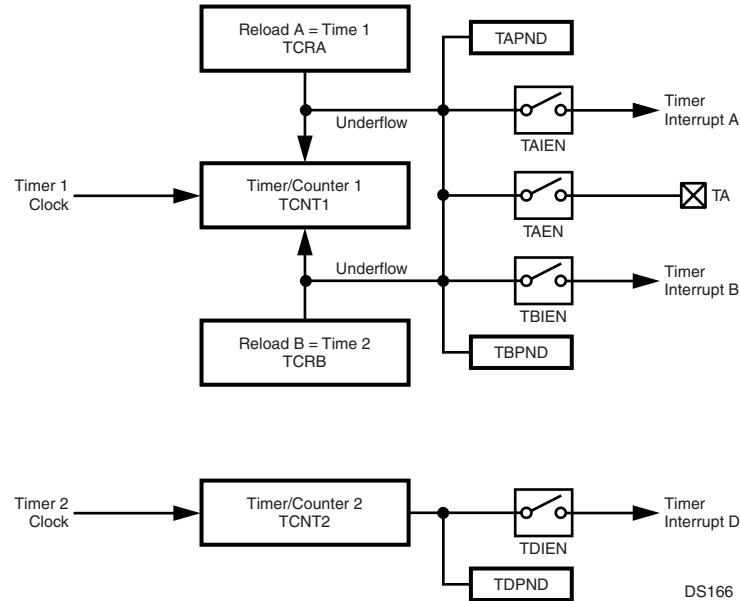 Reload A = Time 1
TCRA
TAPND
Underflow
TAIEN
Timer
Interrupt A
Timer 1
Clock
Timer/Counter 1
TCNT1
TAEN
TA
Underflow
TBIEN
Timer
Interrupt B
Reload B = Time 2
TCRB
TBPND
Timer 2
Clock
Timer/Counter 2
TCNT2
TDIEN
Timer
Interrupt D
TDPND
DS166